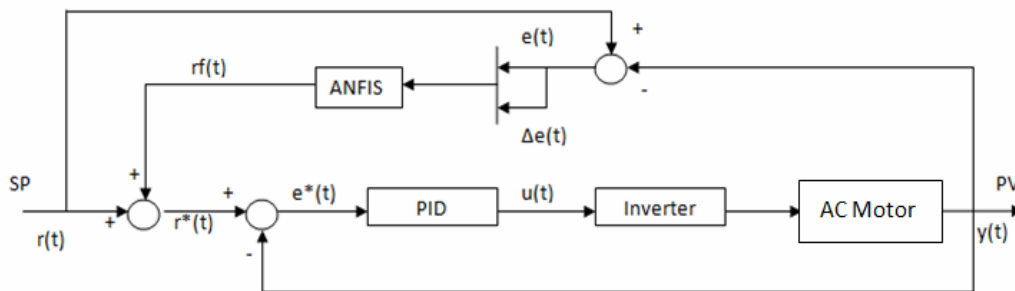 +
e(t)
rf(t)
ANFIS
-
Δe(t)
SP
+
+
e*(t)
u(t)
PV
+
r*(t)
PID
Inverter
AC Motor
r(t)
-
y(t)